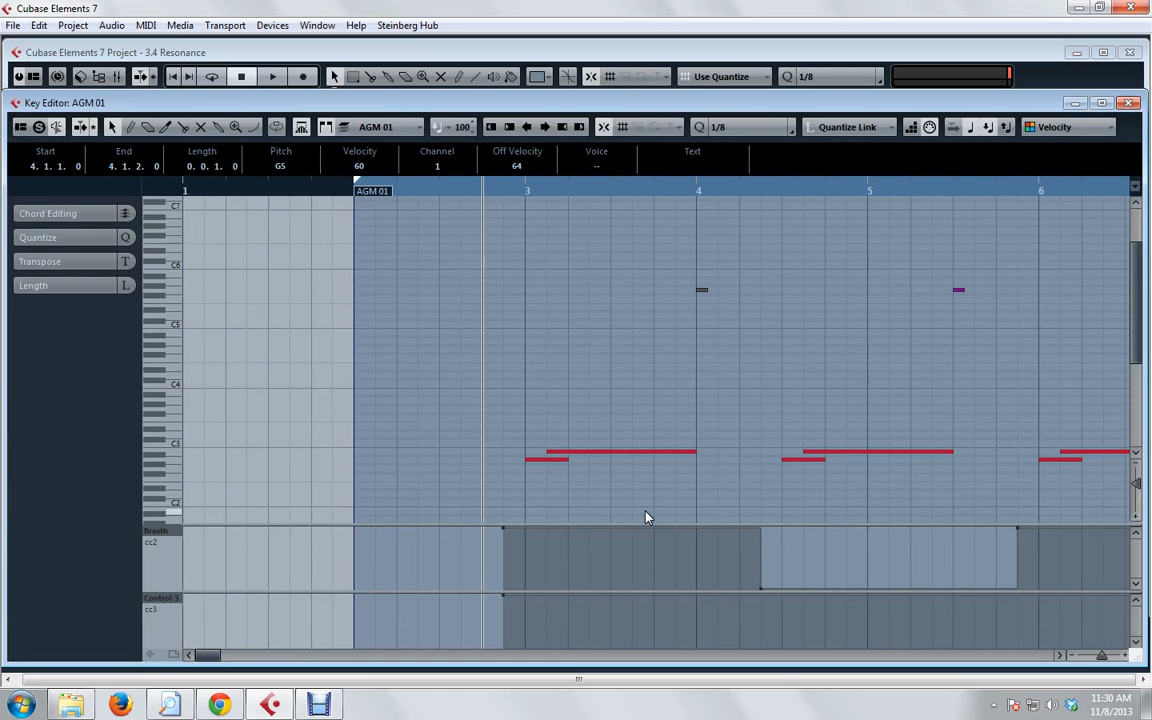 Cubase Elements 7
File Edit Project Audio MIDI Media Transport Devices Window Help Steinberg Hub
Cubase Elements 7 Project - 3.4 Resonance
Use Quantize Q 1/8
Key Editor: AGM 01
AGM 01 100 Q 1/8 Quantize Link Velocity
Start End Length Pitch Velocity Channel Off Velocity Voice Text
4. 1. 1. 0 4. 1. 2. 0 0. 0. 1. 0 G5 60 1 64 --
1 AGM 01 3 4 5 6
C7
Chord Editing
Quantize Q
Transpose T
C6
Length L
C5
C4
C3
C2
Breath
cc2
Control 3
cc3
11:30 AM
11/8/2013